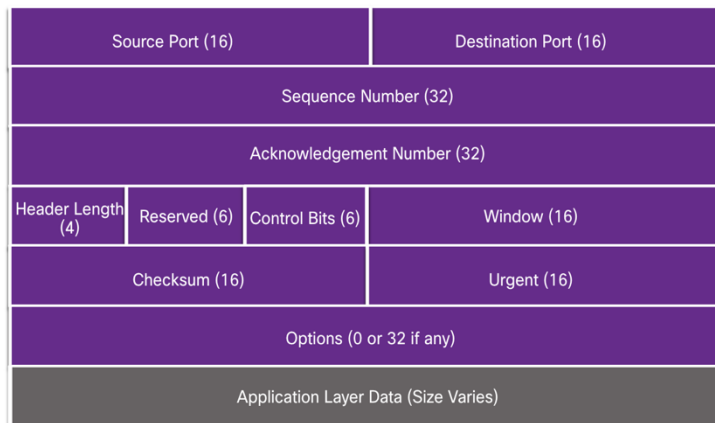 Source Port (16)
Destination Port (16)
Sequence Number (32)
Acknowledgement Number (32)
Header Length
(4)
Reserved (6)
Control Bits (6)
Window (16)
Checksum (16)
Urgent (16)
Options (0 or 32 if any)
Application Layer Data (Size Varies)